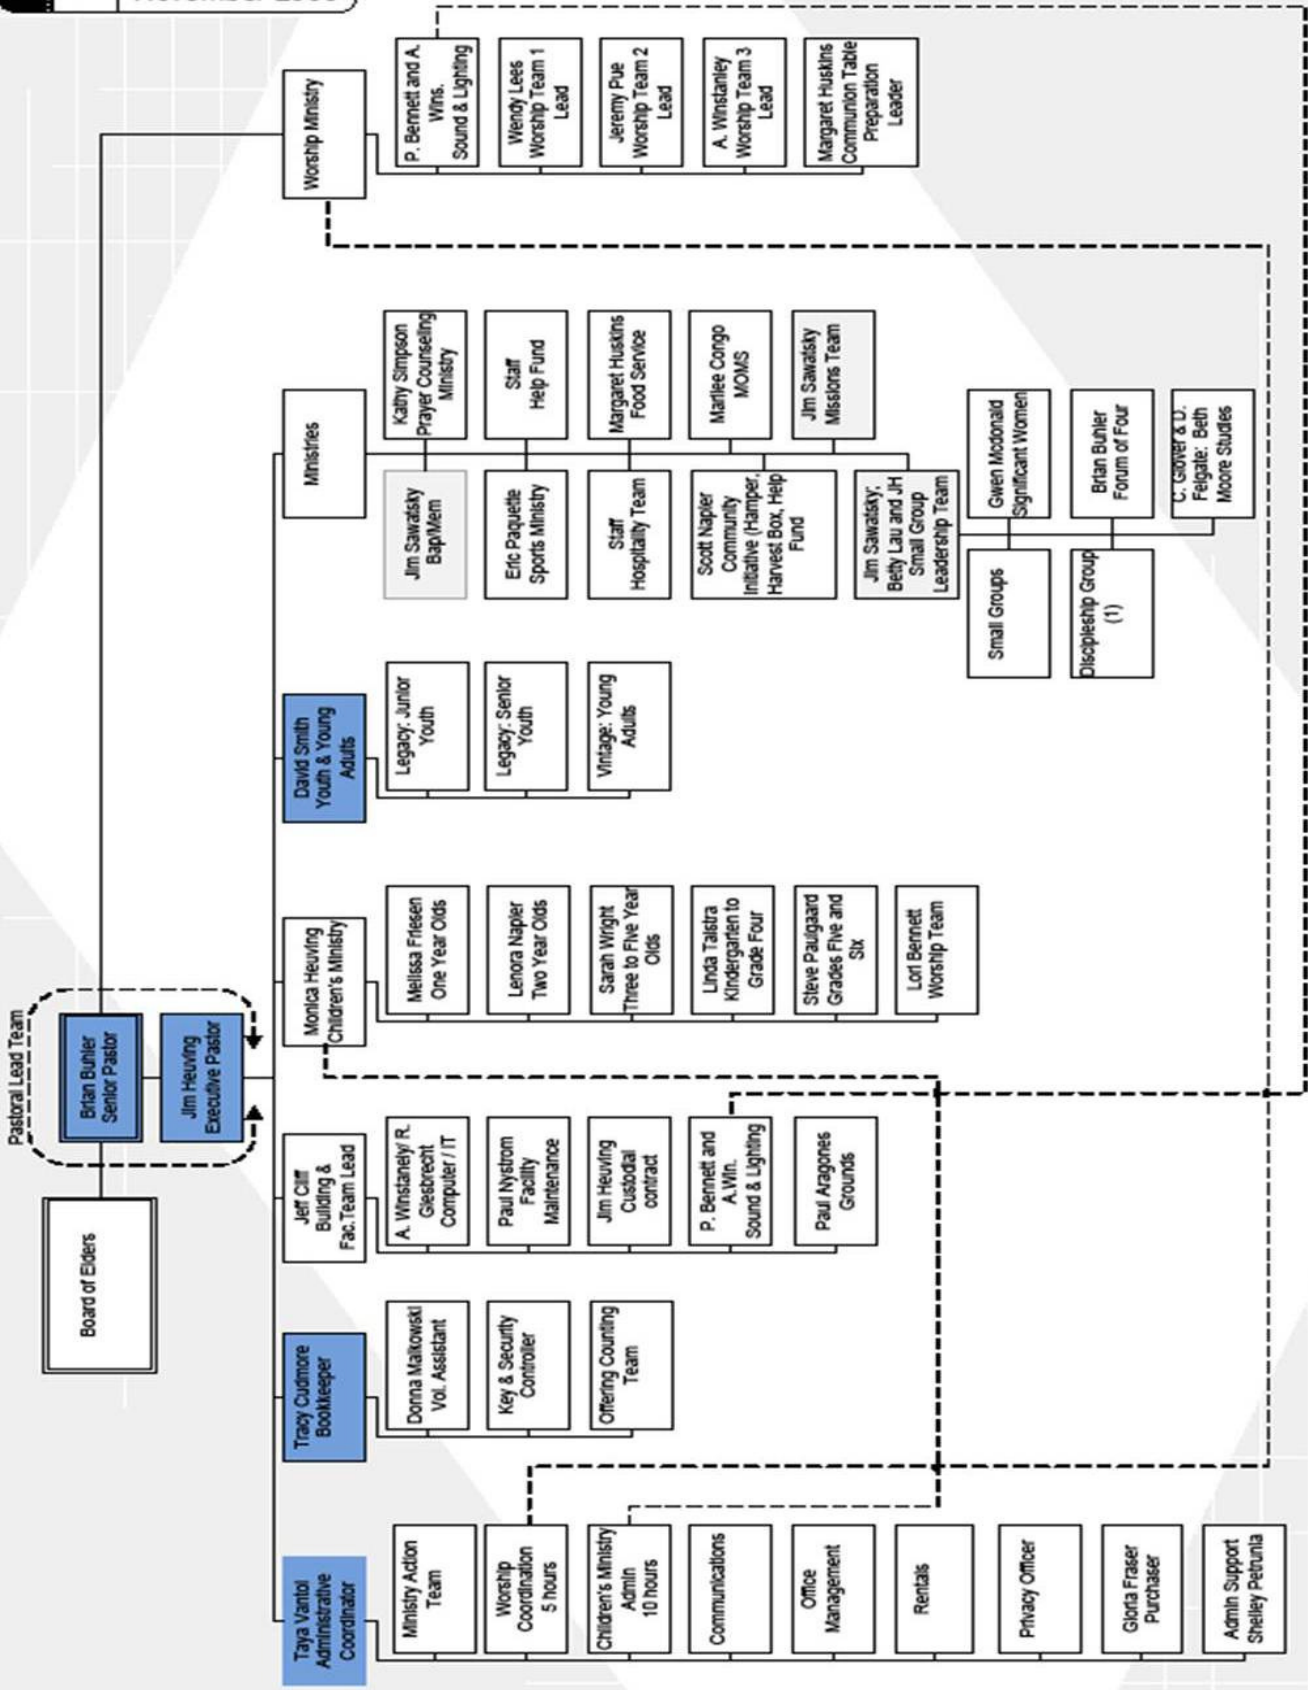 Pastoral Lead Team
Board of Elders
Brian Buhler
Senior Pastor
Jim Heuving
Executive Pastor
Taya Vantol
Administrative
Coordinator
Ministry Action
Team
Worship
Coordination
5 hours
Children's Ministry
Admin
10 hours
Communications
Office
Management
Rentals
Privacy Officer
Gloria Fraser
Purchaser
Admin Support
Shelley Petrunia
Tracy Cudmore
Bookkeeper
Donna Malkowski
Vol. Assistant
Key & Security
Controller
Offering Counting
Team
Jeff Cliff
Building &
Fac.Team Lead
A. Winstanely/ R.
Giesbrecht
Computer / IT
Paul Nystrom
Facility
Maintenance
Jim Heuving
Custodial
contract
P. Bennett and
A.Win.
Sound & Lighting
Paul Aragones
Grounds
Monica Heuving
Children's Ministry
Melissa Friesen
One Year Olds
Lenora Napier
Two Year Olds
Sarah Wright
Three to Five Year
Olds
Linda Talstra
Kindergarten to
Grade Four
Steve Paulgaard
Grades Five and
Six
Lori Bennett
Worship Team
David Smith
Youth & Young
Adults
Legacy: Junior
Youth
Legacy: Senior
Youth
Vintage: Young
Adults
Ministries
Jim Sawatsky
Bap/Mem
Kathy Simpson
Prayer Counseling
Ministry
Eric Paquette
Sports Ministry
Staff
Help Fund
Staff
Hospitality Team
Margaret Huskins
Food Service
Scott Napier
Community
Initiative (Hamper,
Harvest Box, Help
Fund
Marilee Congo
MOMS
Jim Sawatsky
Missions Team
Jim Sawatsky;
Betty Lau and JH
Small Group
Leadership Team
Small Groups
Gwen Mcdonald
Significant Women
Discipleship Group
(1)
Brian Buhler
Forum of Four
C. Glover & D.
Felgate: Beth
Moore Studies
Worship Ministry
P. Bennett and A.
Wins.
Sound & Lighting
Wendy Lees
Worship Team 1
Lead
Jeremy Pue
Worship Team 2
Lead
A. Winstanley
Worship Team 3
Lead
Margaret Huskins
Communion Table
Preparation
Leader